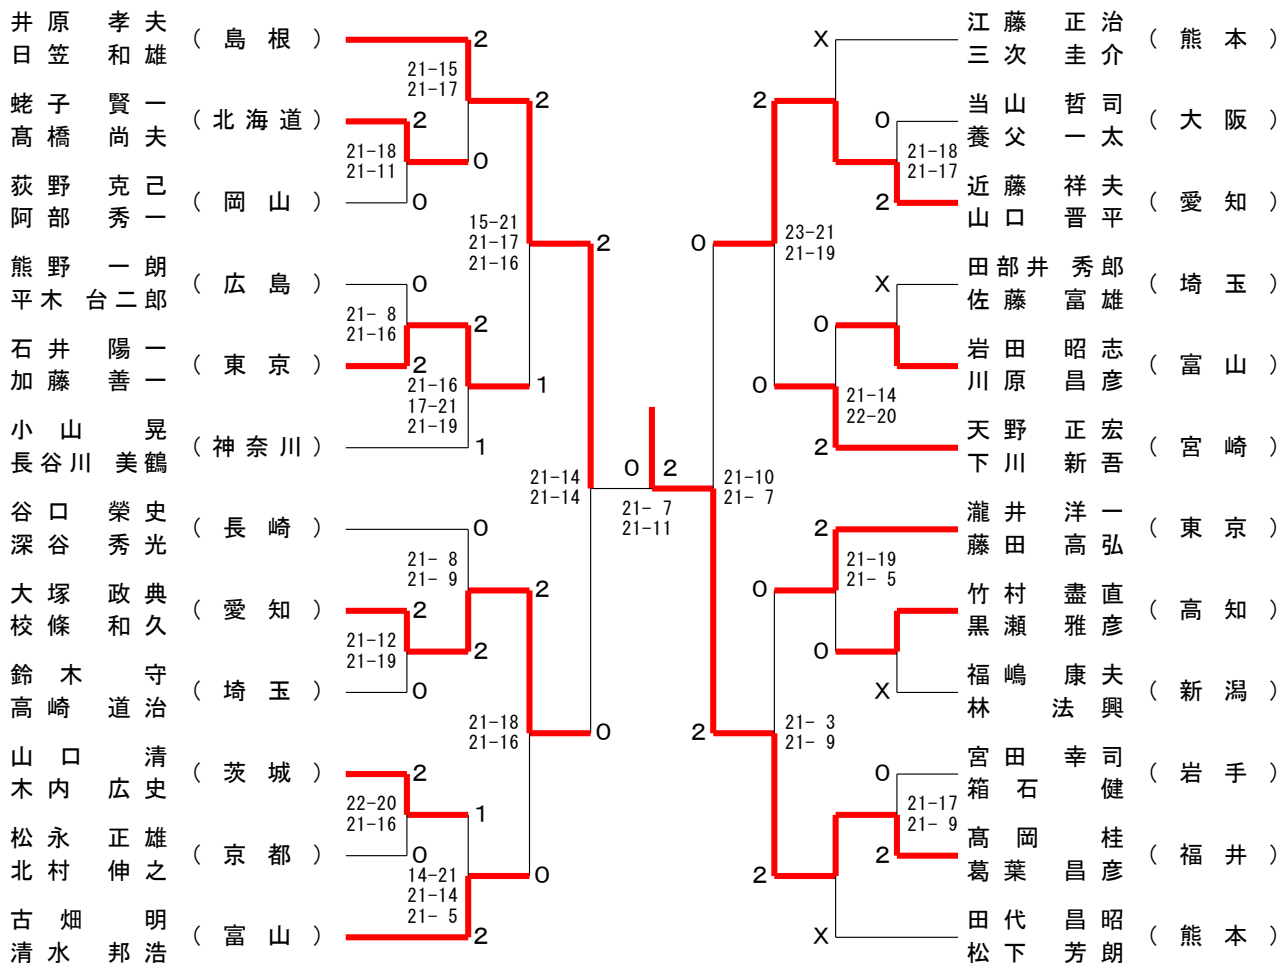 井原 孝夫
日笠 和雄
(島根)
2
21-15
21-17
蛯子 賢一
髙橋 尚夫
(北海道)
2
21-18
21-11
0
荻野 克己
阿部 秀一
(岡山)
0
2
15-21
21-17
21-16
熊野 一朗
平木 台二郎
(広島)
0
21- 8
21-16
石井 陽一
加藤 善一
(東京)
2
2
21-16
17-21
21-19
1
小山 晃
長谷川 美鶴
(神奈川)
1
2
21-14
21-14
谷口 榮史
深谷 秀光
(長崎)
0
21- 8
21- 9
大塚 政典
校條 和久
(愛知)
2
21-12
21-19
2
鈴木 守
高崎 道治
(埼玉)
0
2
21-18
21-16
0
山口 清
木内 広史
(茨城)
2
22-20
21-16
1
松永 正雄
北村 伸之
(京都)
0
14-21
21-14
21- 5
0
古畑 明
清水 邦浩
(富山)
2
0 2
21- 7
21-11
江藤 正治
三次 圭介
(熊本)
X
2
当山 哲司
養父 一太
(大阪)
0
21-18
21-17
近藤 祥夫
山口 晋平
(愛知)
2
0
23-21
21-19
田部井 秀郎
佐藤 富雄
(埼玉)
X
0
岩田 昭志
川原 昌彦
(富山)
0
21-14
22-20
天野 正宏
下川 新吾
(宮崎)
2
21-10
21- 7
瀧井 洋一
藤田 高弘
(東京)
2
21-19
21- 5
0
竹村 盡直
黒瀬 雅彦
(高知)
0
福嶋 康夫
林 法興
(新潟)
X
2
21- 3
21- 9
宮田 幸司
箱石 健
(岩手)
0
21-17
21- 9
髙岡 桂
葛葉 昌彦
(福井)
2
2
田代 昌昭
松下 芳朗
(熊本)
X